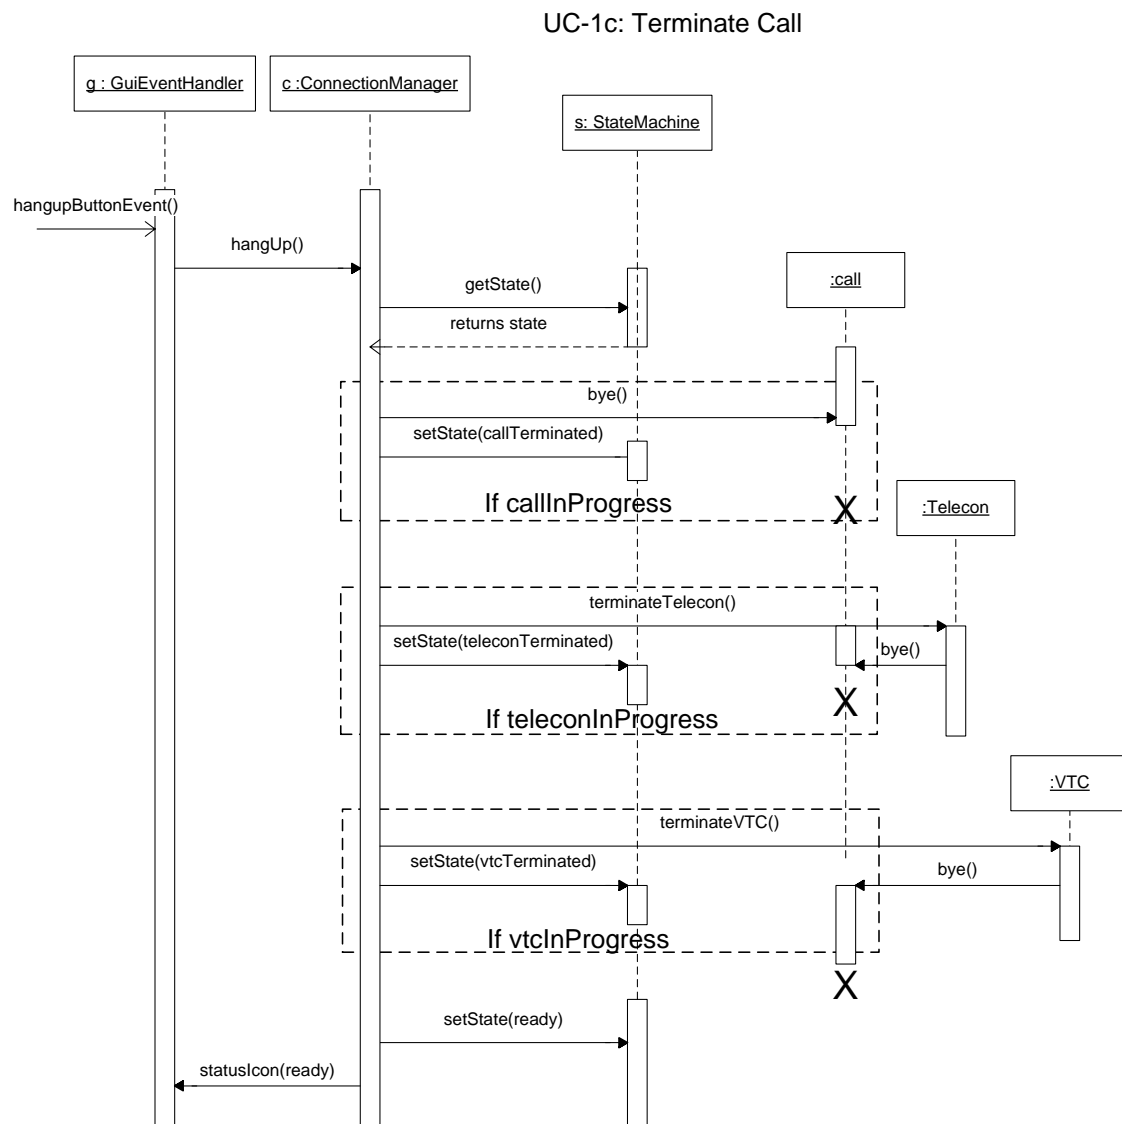 UC-1c: Terminate Call
g : GuiEventHandler
c :ConnectionManager
s: StateMachine
hangupButtonEvent()
hangUp()
:call
getState()
returns state
bye()
setState(callTerminated)
If callInProgress
X
:Telecon
terminateTelecon()
setState(teleconTerminated)
bye()
X
If teleconInProgress
:VTC
terminateVTC()
setState(vtcTerminated)
bye()
If vtcInProgress
X
setState(ready)
statusIcon(ready)